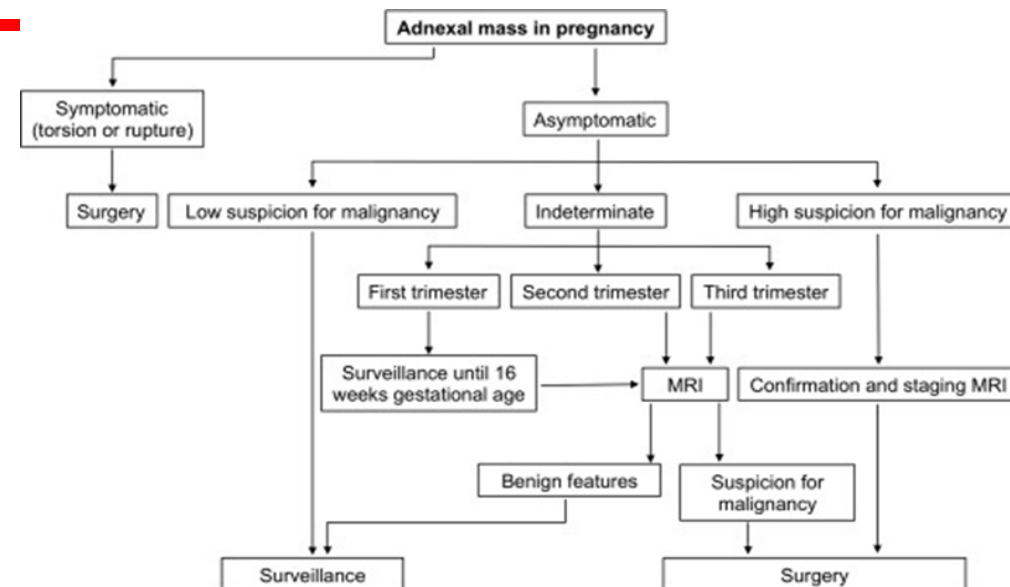 Adnexal mass in pregnancy
Symptomatic
(torsion or rupture)
Asymptomatic
Surgery
Low suspicion for malignancy
Indeterminate
High suspicion for malignancy
First trimester
Second trimester
Third trimester
Surveillance until 16
weeks gestational age
MRI
Confirmation and staging MRI
Benign features
Suspicion for
malignancy
Surveillance
Surgery